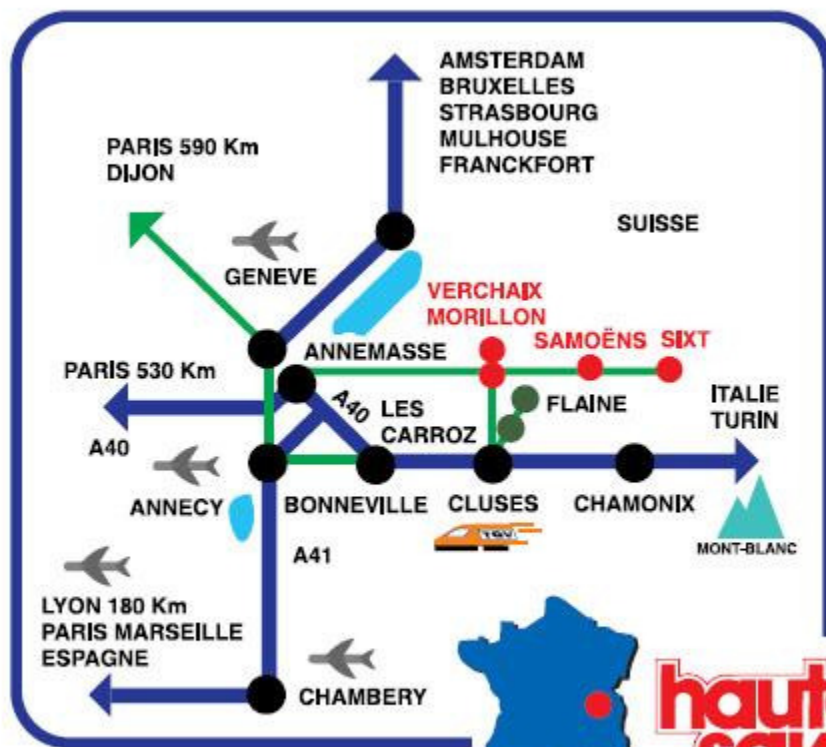 AMSTERDAM
BRUXELLES
STRASBOURG
MULHOUSE
FRANCKFORT
PARIS 590 Km
DIJON
SUISSE
GENEVE
VERCHAIX
MORILLON
ANNEMASSE
SAMOËNS
SIXT
PARIS 530 Km
A40
A40
LES
CARROZ
FLAINE
ITALIE
TURIN
ANNECY
BONNEVILLE
CLUSES
CHAMONIX
TGV
MONT-BLANC
A41
LYON 180 Km
PARIS MARSEILLE
ESPAGNE
CHAMBERY
haut